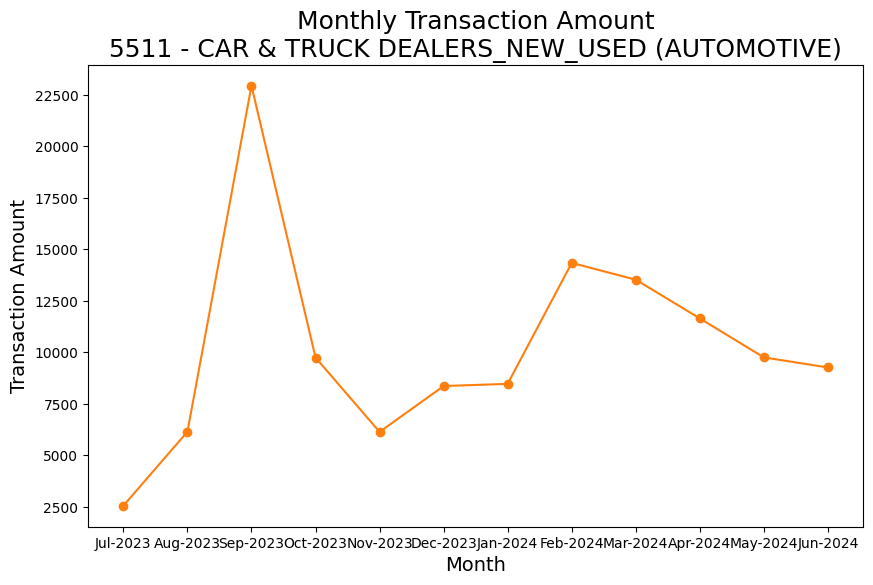 Monthly Transaction Amount
5511 - CAR & TRUCK DEALERS_NEW_USED (AUTOMOTIVE)
Transaction Amount
22500
20000
17500
15000
12500
10000
7500
5000
2500
Jul-2023 Aug-2023 Sep-2023 Oct-2023 Nov-2023 Dec-2023 Jan-2024 Feb-2024 Mar-2024 Apr-2024 May-2024 Jun-2024
Month